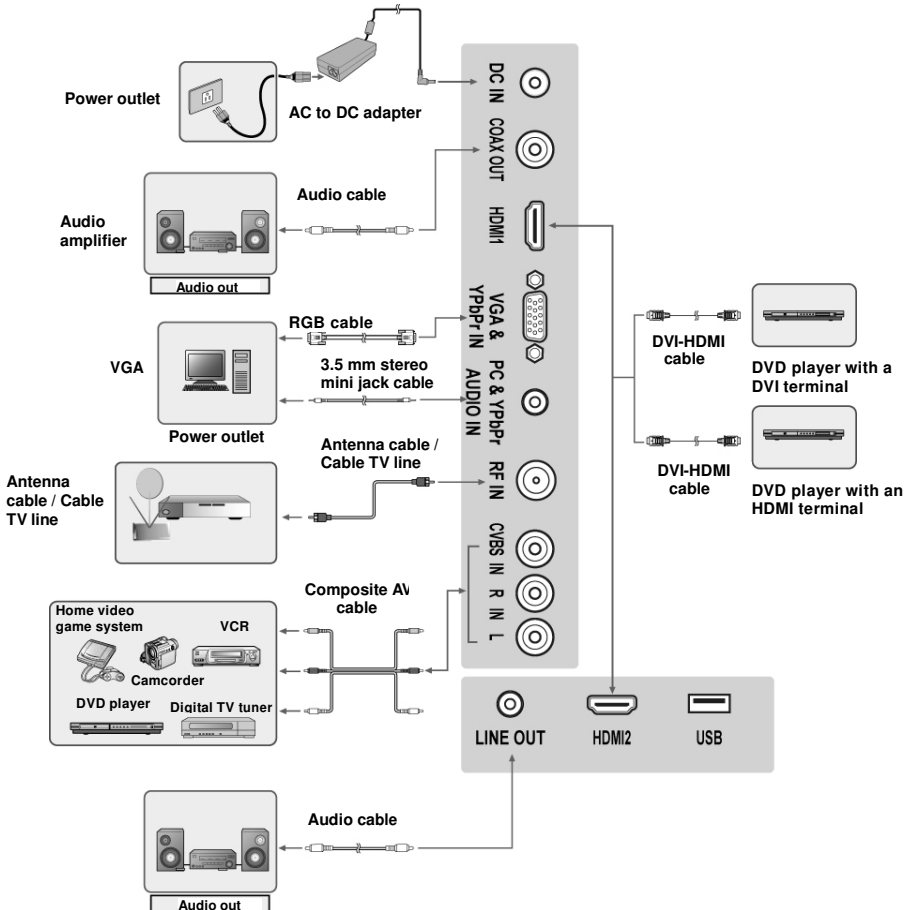 Power outlet
AC to DC adapter
DC IN
COAX OUT
Audio cable
Audio
amplifier
Audio out
HDMI1
VGA &
YPbPr IN
RGB cable
VGA
3.5 mm stereo
mini jack cable
PC & YPbPr
AUDIO IN
Power outlet
DVI-HDMI
cable
DVD player with a
DVI terminal
DVI-HDMI
cable
DVD player with an
HDMI terminal
Antenna cable /
Cable TV line
RF IN
Antenna
cable / Cable
TV line
CVBS IN
R IN L
Composite AV
cable
Home video
game system
VCR
Camcorder
DVD player
Digital TV tuner
LINE OUT
HDMI2
USB
Audio cable
Audio out